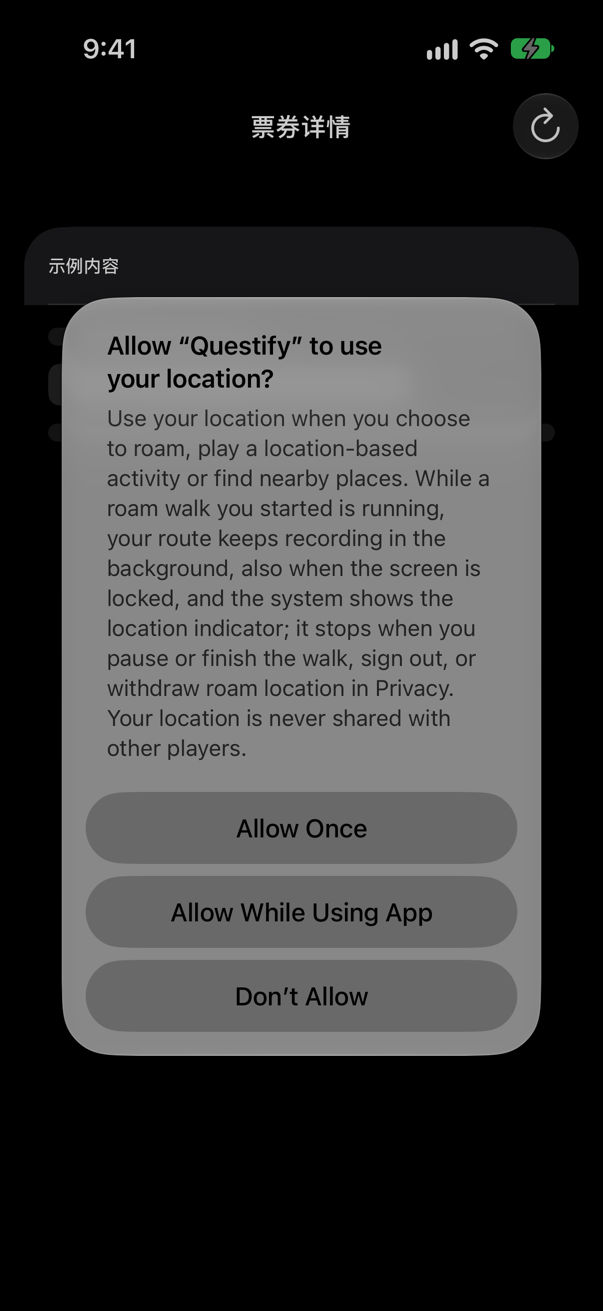 9:41
票券详情
示例内容
Allow “Questify” to use
your location?
Use your location when you choose
to roam, play a location-based
activity or find nearby places. While a
roam walk you started is running,
your route keeps recording in the
background, also when the screen is
locked, and the system shows the
location indicator; it stops when you
pause or finish the walk, sign out, or
withdraw roam location in Privacy.
Your location is never shared with
other players.
Allow Once
Allow While Using App
Don’t Allow